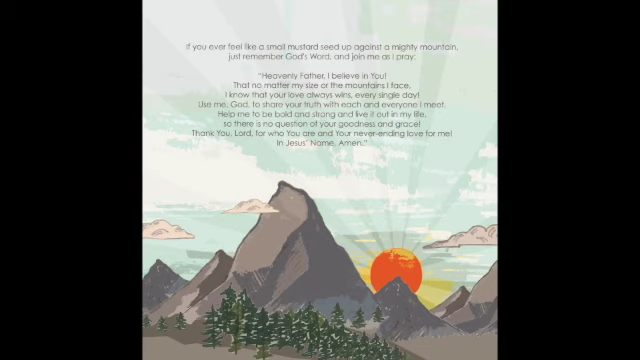 If you ever feel like a small mustard seed up against a mighty mountain,
just remember God's Word, and join me as I pray:
"Heavenly Father, I believe in You!
That no matter my size or the mountains I face,
I know that your love always wins, every single day!
Use me, God, to share your truth with each and everyone I meet.
Help me to be bold and strong and live it out in my life,
so there is no question of your goodness and grace!
Thank You, Lord, for who You are and Your never-ending love for me!
In Jesus' Name, Amen."